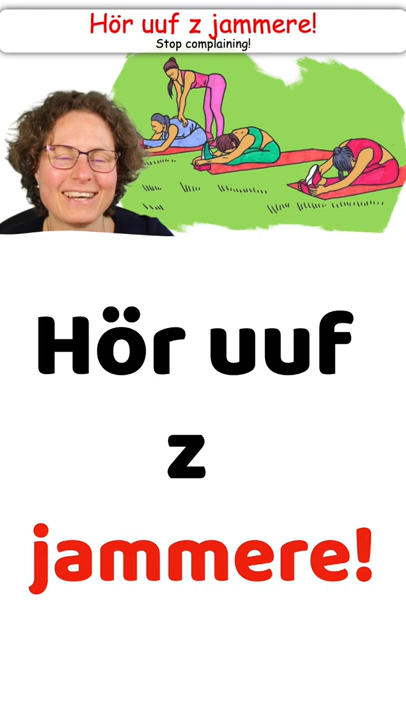 Hör uuf z jammere!
Stop complaining!
Hör uuf
z
jammere!